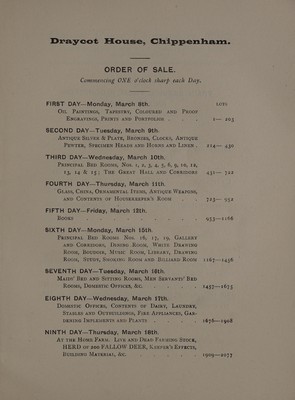 Draycot House, Chippenham.
ORDER OF SALE.
Commencing ONE o'clock sharp each Day.
FIRST DAY—Monday, March 8th. LOTS
Oil Paintings, Tapestry, Coloured and Proof
Engravings, Prints and Portfolios . . 1— 203
SECOND DAY—Tuesday, March 9th.
Antique Silver & Plate, Bronzes, Clocks, Antique
Pewter, Specimen Heads and Horns and Linen . 214— 430
THIRD DAY—Wednesday, March 10th.
Principal Bed Rooms, Nos. 1, 2, 3, 4, 5, 6, 9, 10, 12,
13, 14 & 15; The Great Hall and Corridors 431— 722
FOURTH DAY—Thursday, March 11th.
Glass, China, Ornamental Items, Antique Weapons,
and Contents of Housekeeper's Room . 723— 952
FIFTH DAY—Friday, March 12th.
Books . . . . . . 953—1166
SIXTH DAY—Monday, March 15th.
Principal Bed Rooms Nos. 16, 17, 19, Gallery
and Corridors, Dining Room, White Drawing
Room, Boudoir, Music Room, Library, Drawing
Room, Study, Smoking Room and Billiard Room 1167—1456
SEVENTH DAY—Tuesday, March 16th.
Maids' Bed and Sitting Rooms, Men Servants' Bed
Rooms, Domestic Offices, &c. . . . 1457—1675
EIGHTH DAY—Wednesday, March 17th.
Domestic Offices, Contents of Dairy, Laundry,
Stables and Outbuildings, Fire Appliances, Gar-
dening Implements and Plants . . . 1676—1908
NINTH DAY—Thursday, March 18th.
At the Home Farm. Live and Dead Farming Stock,
HERD of 200 FALLOW DEER, Keeper's Effects,
Building Material, &c. . . . 1909—2073